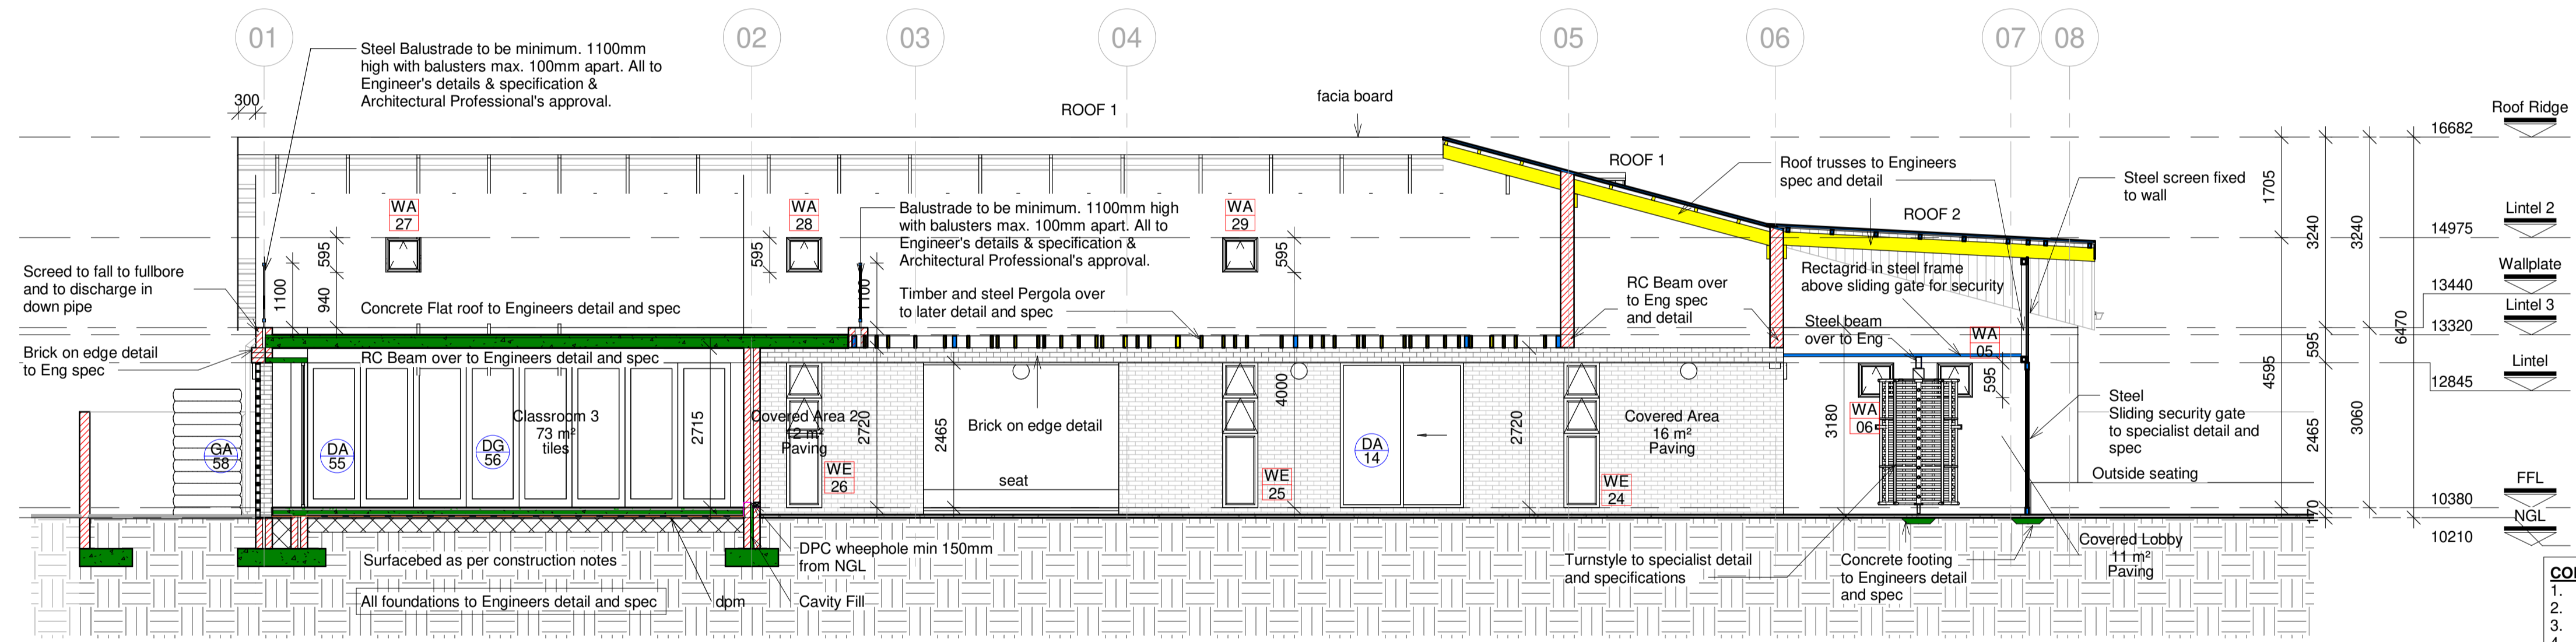 01
02
03
04
05
06
07
08
Steel Balustrade to be minimum. 1100mm
high with balusters max. 100mm apart. All to
Engineer's details & specification &
Architectural Professional's approval.
300
ROOF 1
facia board
Roof Ridge
16682
ROOF 1
Roof trusses to Engineers
spec and detail
Steel screen fixed
to wall
1705
WA
27
WA
28
Balustrade to be minimum. 1100mm high
with balusters max. 100mm apart. All to
Engineer's details & specification &
Architectural Professional's approval.
WA
29
ROOF 2
Lintel 2
14975
3240
3240
595
595
595
Screed to fall to fullbore
and to discharge in
down pipe
1100
940
Concrete Flat roof to Engineers detail and spec
1100
Timber and steel Pergola over
to later detail and spec
RC Beam over
to Eng spec
and detail
Rectagrid in steel frame
above sliding gate for security
Wallplate
13440
Lintel 3
13320
6470
Steel beam
over to Eng
WA
05
595
Brick on edge detail
to Eng spec
RC Beam over to Engineers detail and spec
595
4595
Lintel
12845
GA
58
DA
55
DG
56
Classroom 3
73 m²
tiles
2715
Covered Area 2
2 m²
Paving
2720
WE
26
2465
Brick on edge detail
seat
4000
WE
25
DA
14
2720
WE
24
Covered Area
16 m²
Paving
3180
WA
06
Steel
Sliding security gate
to specialist detail and
spec
2465
3060
Outside seating
FFL
10380
170
NGL
10210
Surfacebed as per construction notes
All foundations to Engineers detail and spec
dpm
DPC wheephole min 150mm
from NGL
Cavity Fill
Turnstyle to specialist detail
and specifications
Concrete footing
to Engineers detail
and spec
Covered Lobby
11 m²
Paving
1.
2.
3.